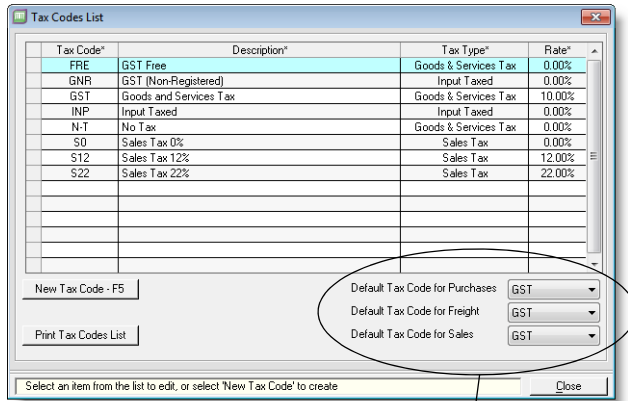 Tax Codes List
Tax Code* Description* Tax Type* Rate*
FRE GST Free Goods & Services Tax 0.00%
GNR GST (Non-Registered) Input Taxed 0.00%
GST Goods and Services Tax Goods & Services Tax 10.00%
INP Input Taxed Input Taxed 0.00%
N-T No Tax Goods & Services Tax 0.00%
S0 Sales Tax 0% Sales Tax 0.00%
S12 Sales Tax 12% Sales Tax 12.00%
S22 Sales Tax 22% Sales Tax 22.00%
New Tax Code - F5 Default Tax Code for Purchases GST
Default Tax Code for Freight GST
Print Tax Codes List Default Tax Code for Sales GST
Select an item from the list to edit, or select 'New Tax Code' to create Close